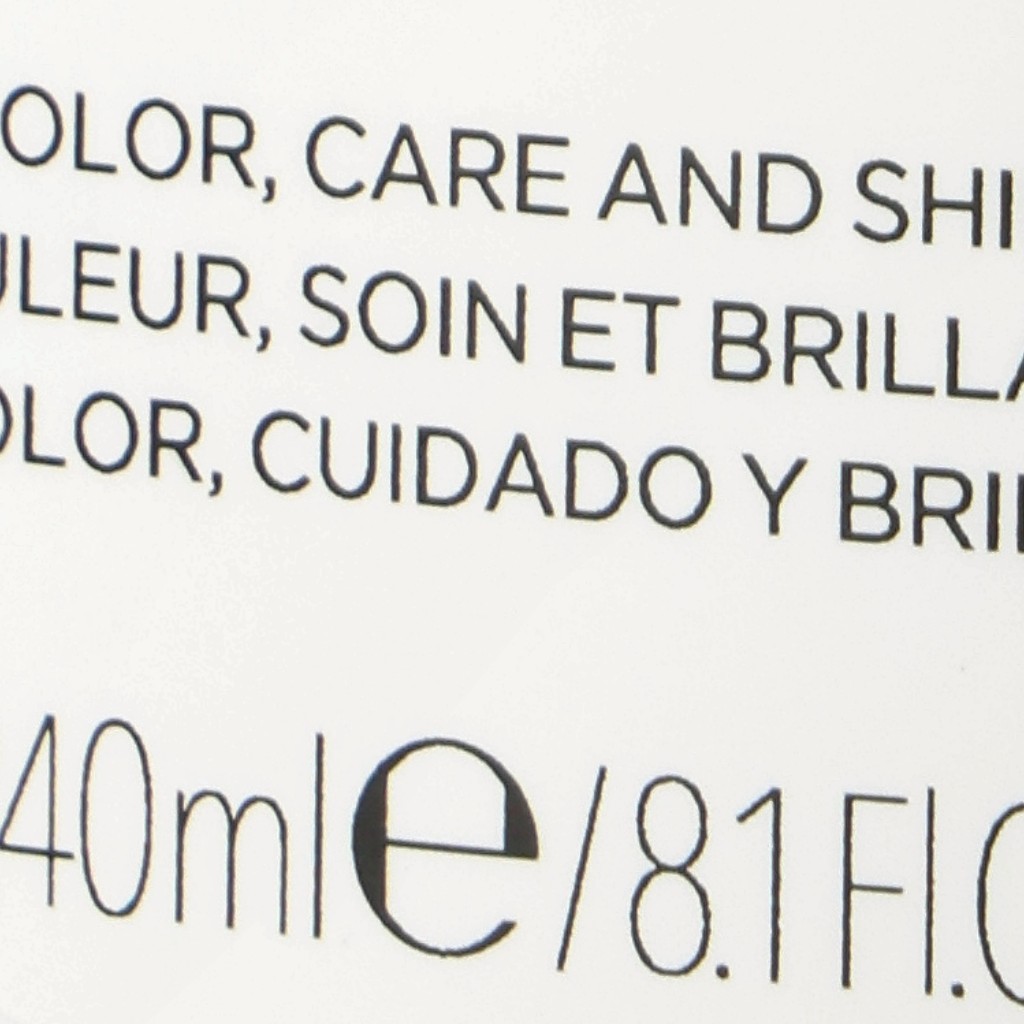 OLOR, CARE AND SHI
ULEUR, SOIN ET BRILLA
OLOR, CUIDADO Y BRI
40ml e / 8.1 Fl.O